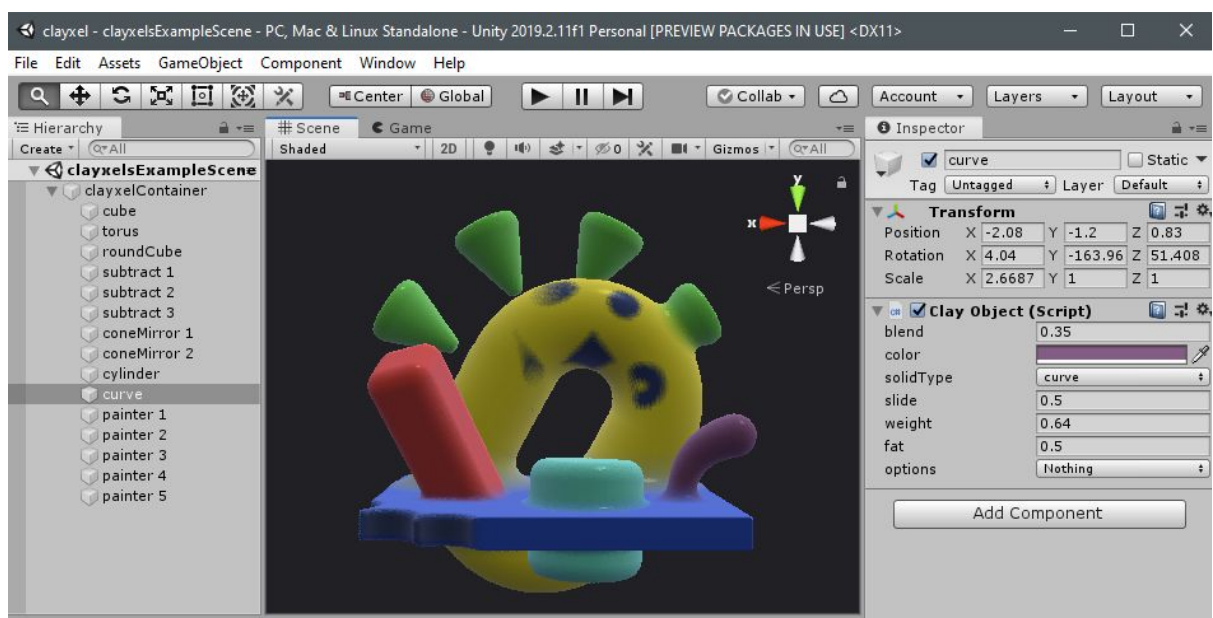 clayxel - clayxelsExampleScene - PC, Mac & Linux Standalone - Unity 2019.2.11f1 Personal [PREVIEW PACKAGES IN USE] <DX11>
File Edit Assets GameObject Component Window Help
Center Global Collab Account Layers Layout
Hierarchy
Create All
clayxelsExampleScene
clayxelContainer
cube
torus
roundCube
subtract 1
subtract 2
subtract 3
coneMirror 1
coneMirror 2
cylinder
curve
painter 1
painter 2
painter 3
painter 4
painter 5
Scene Game
Shaded 2D 0 Gizmos All
y
x
Persp
Inspector
curve Static
Tag Untagged Layer Default
Transform
Position X -2.08 Y -1.2 Z 0.83
Rotation X 4.04 Y -163.96 Z 51.408
Scale X 2.6687 Y 1 Z 1
Clay Object (Script)
blend 0.35
color
solidType curve
slide 0.5
weight 0.64
fat 0.5
options Nothing
Add Component